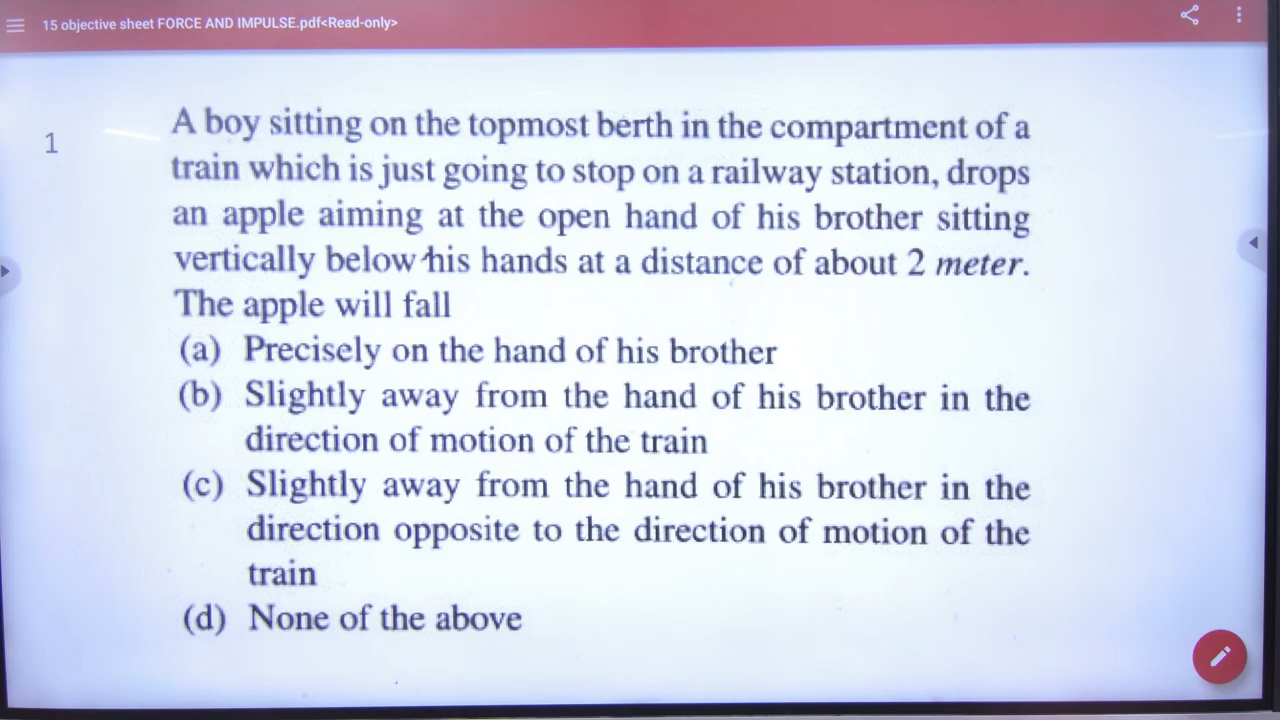 15 objective sheet FORCE AND IMPULSE.pdf<Read-only>
1
A boy sitting on the topmost berth in the compartment of a
train which is just going to stop on a railway station, drops
an apple aiming at the open hand of his brother sitting
vertically below his hands at a distance of about 2 meter.
The apple will fall
(a) Precisely on the hand of his brother
(b) Slightly away from the hand of his brother in the
direction of motion of the train
(c) Slightly away from the hand of his brother in the
direction opposite to the direction of motion of the
train
(d) None of the above